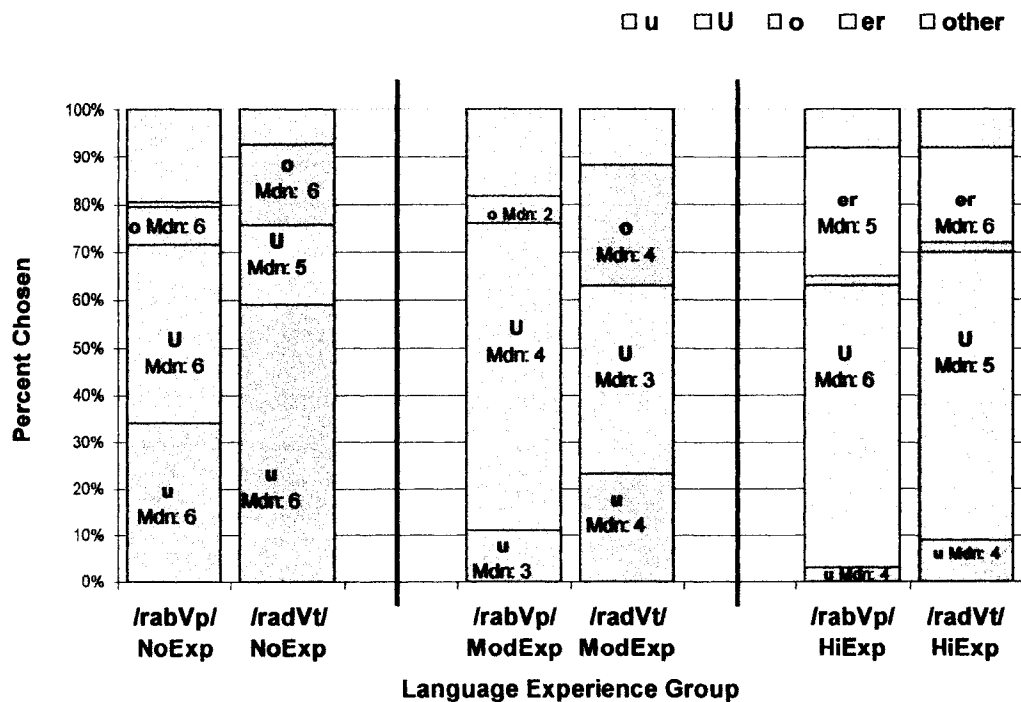 u U o er other
100%
90%
80%
70%
60%
50%
40%
30%
20%
10%
0%
Percent Chosen
o Mdn: 6
U
Mdn: 6
u
Mdn: 6
o
Mdn: 6
U
Mdn: 5
u
Mdn: 6
o Mdn: 2
U
Mdn: 4
u
Mdn: 3
o
Mdn: 4
U
Mdn: 3
u
Mdn: 4
er
Mdn: 5
U
Mdn: 6
u Mdn: 4
er
Mdn: 6
U
Mdn: 5
u Mdn: 4
/rabVp/ /radVt/ /rabVp/ /radVt/ /rabVp/ /radVt/
NoExp NoExp ModExp ModExp HiExp HiExp
Language Experience Group